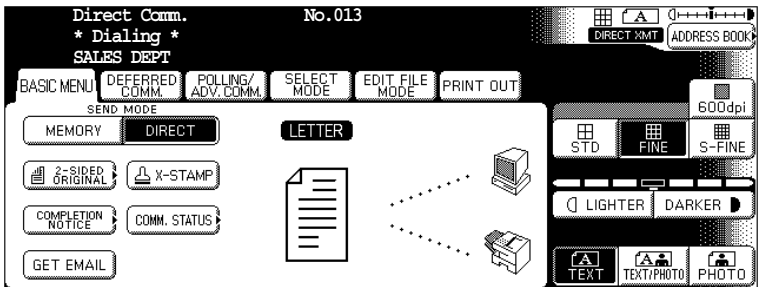 Direct Comm. No.013
* Dialing *
SALES DEPT
DIRECT XMT
ADDRESS BOOK
BASIC MENU
DEFERRED COMM.
POLLING/ ADV. COMM.
SELECT MODE
EDIT FILE MODE
PRINT OUT
SEND MODE
MEMORY
DIRECT
LETTER
2-SIDED ORIGINAL
X-STAMP
COMPLETION NOTICE
COMM. STATUS
GET EMAIL
600dpi
STD
FINE
S-FINE
LIGHTER
DARKER
A
TEXT
A
TEXT/PHOTO
PHOTO